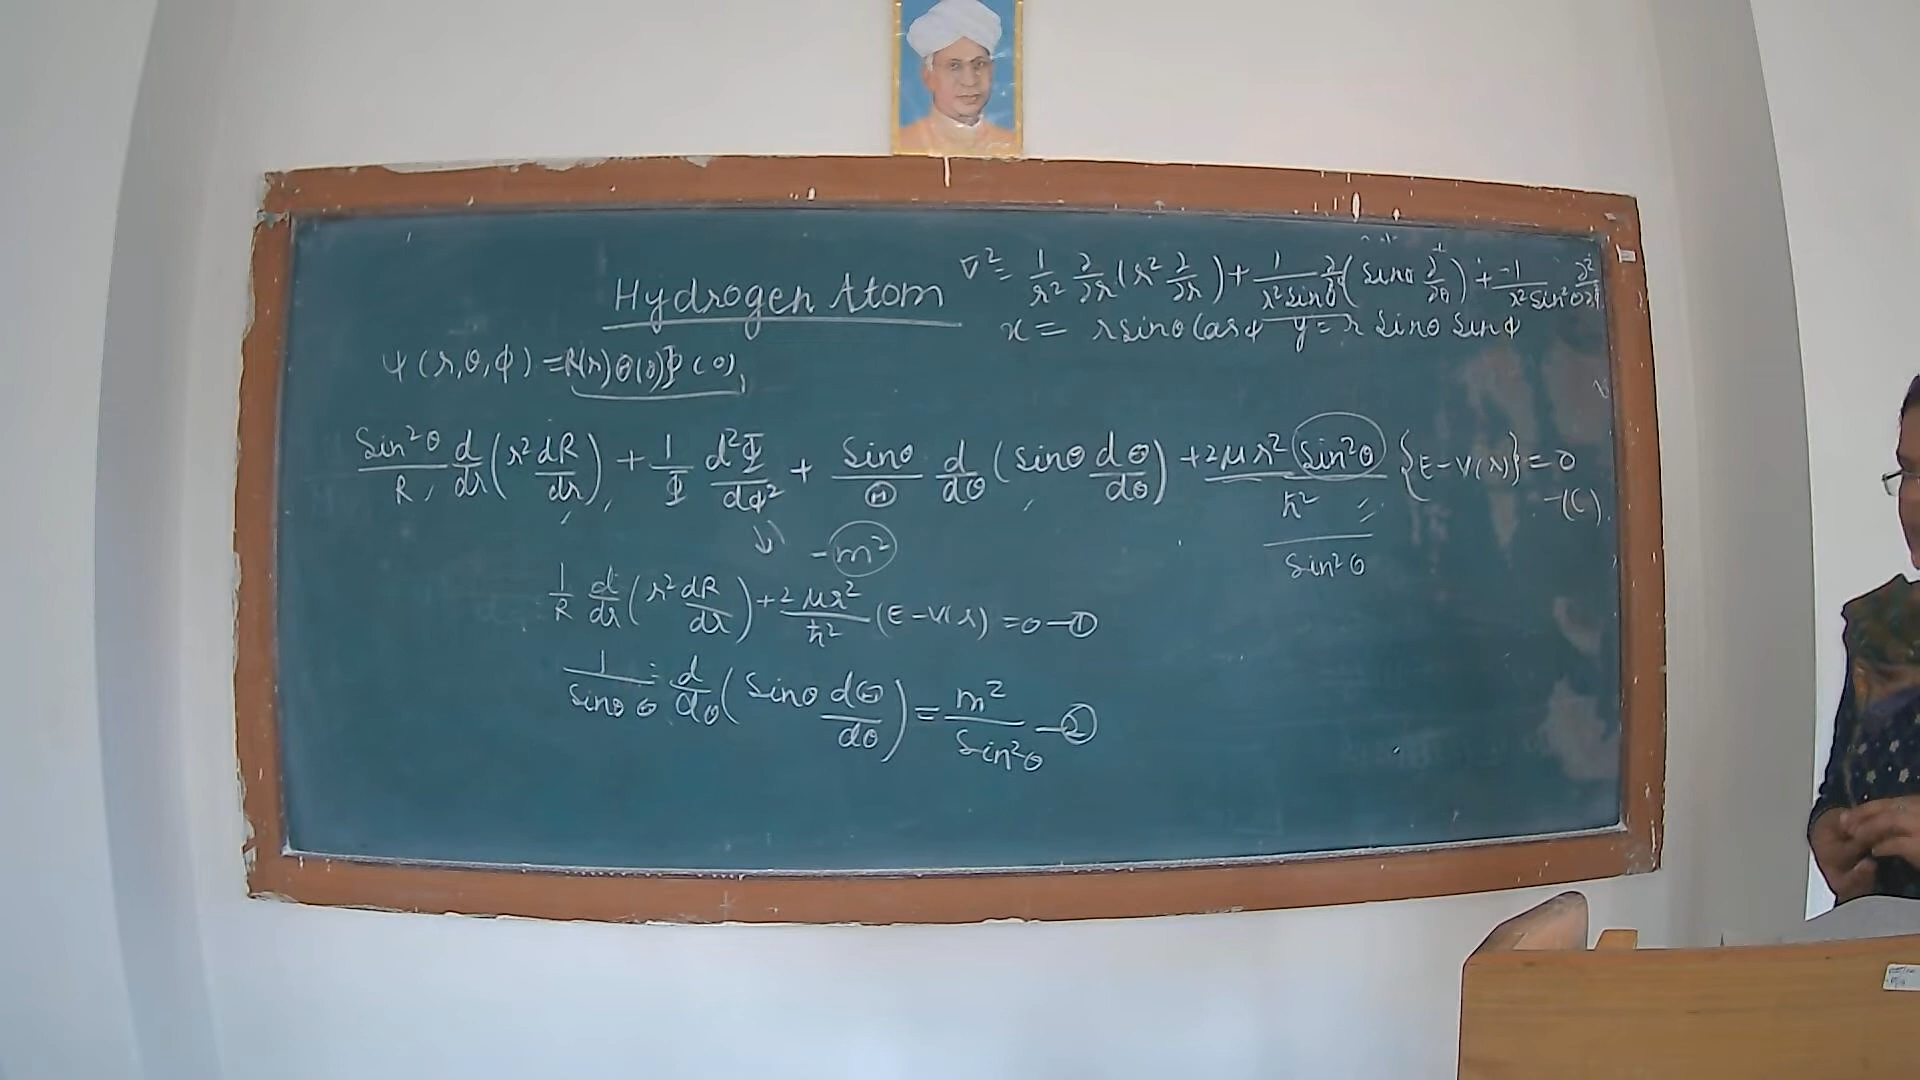 Hydrogen Atom
∇² = 1/r² ∂/∂r (r² ∂/∂r) + 1/r² sinθ ∂/∂θ (sinθ ∂/∂θ) + 1/r² sin²θ ∂²/∂φ²
x = r sinθ Cosφ y = r Sinθ Sinφ
ψ(r,θ,φ) = R(r)Θ(θ)Φ(θ)
Sin²θ/R d/dr (r² dR/dr) + 1/Φ d²Φ/dφ² + Sinθ/Θ d/dθ (sinθ dΘ/dθ) + 2μr² Sin²θ/ħ² {E-V(r)} = 0 -(C)
-m²
Sin²θ
1/R d/dr (r² dR/dr) + 2μr²/ħ² (E-V(r) = 0 -①
1/Sinθ Θ d/dθ (Sinθ dΘ/dθ) = m²/Sin²θ -②